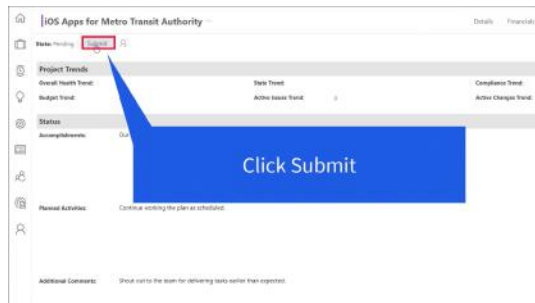 iOS Apps for Metro Transit Authority
Details Financials
State: Pending Submit
Project Trends
Overall Health Trend: State Trend: Compliance Trend:
Budget Trend: Active Issues Trend: Active Changes Trend:
Status
Accomplishments: Our
Click Submit
Planned Activities: Continue working the plan as scheduled.
Additional Comments: Shout out to the team for delivering tasks earlier than expected.